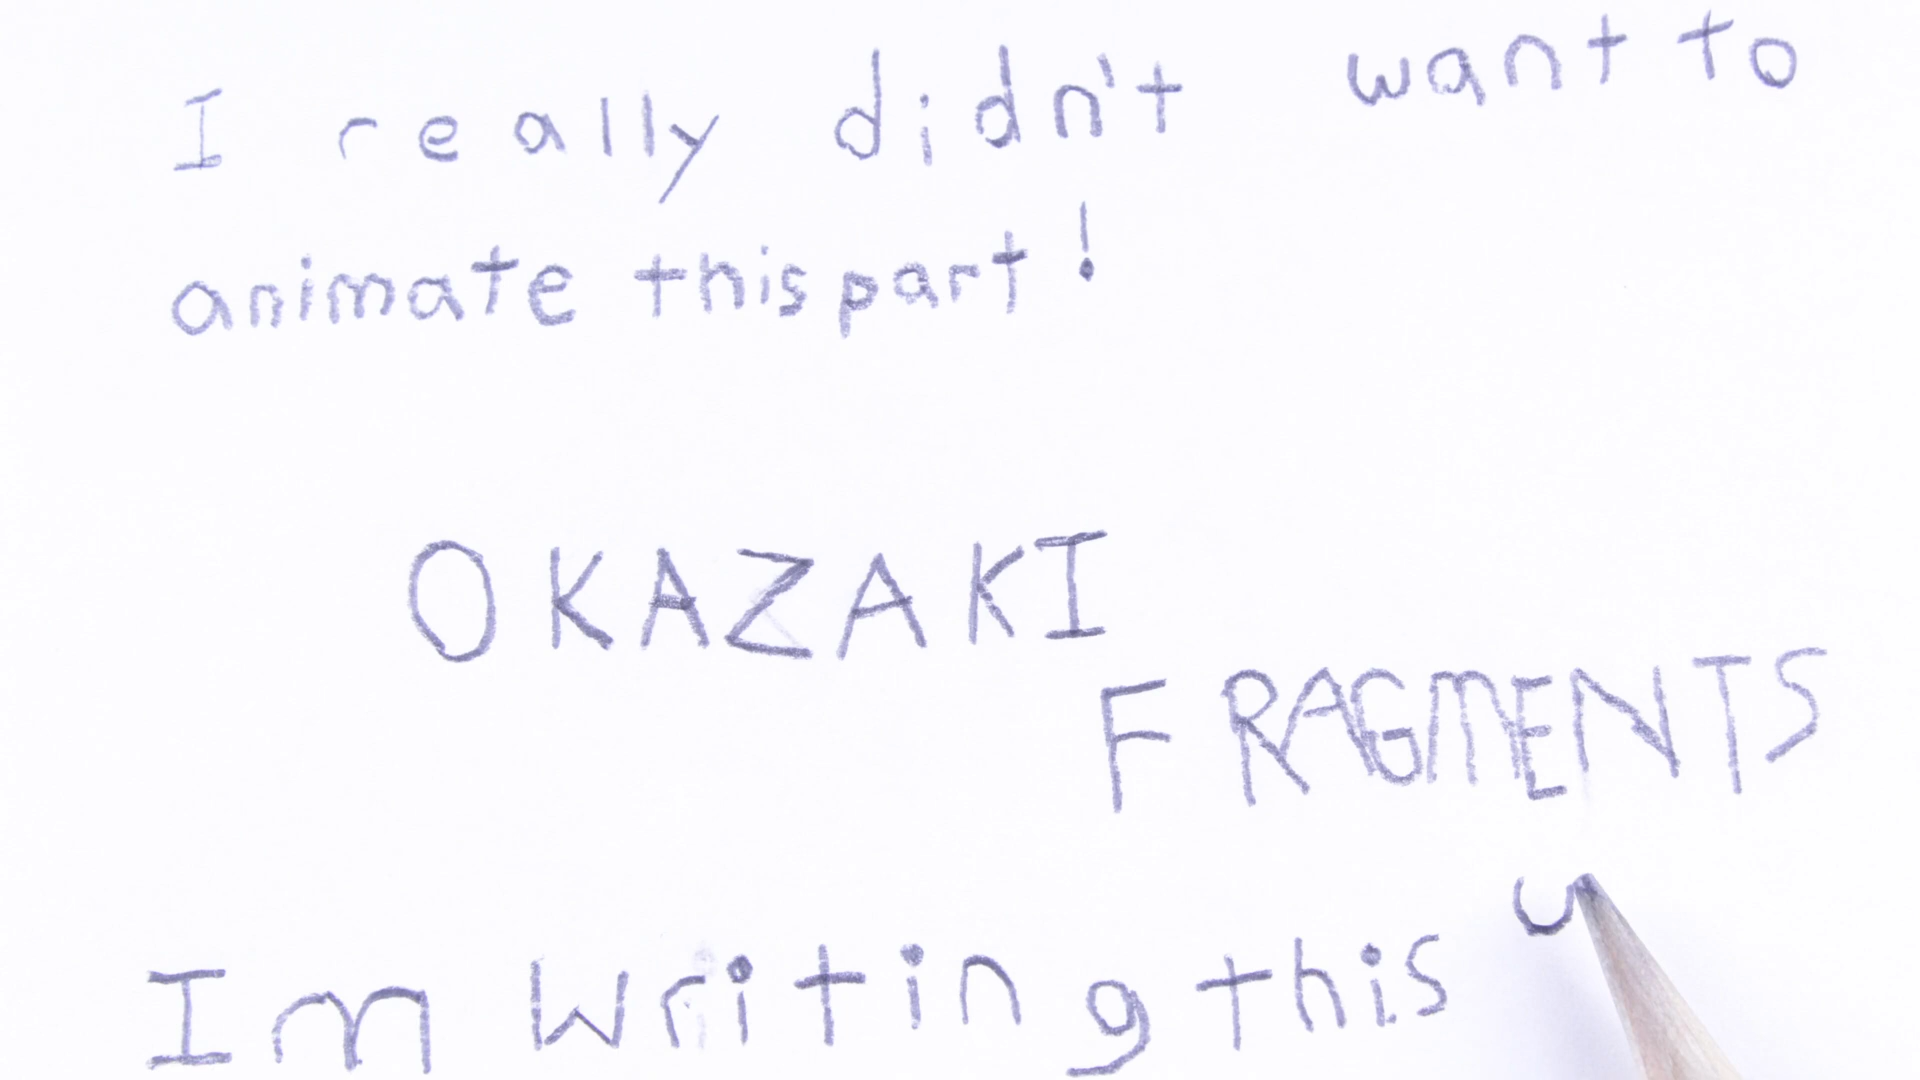 I really didn't want to
animate this part!
OKAZAKI
FRAGMENTS
Im writing this